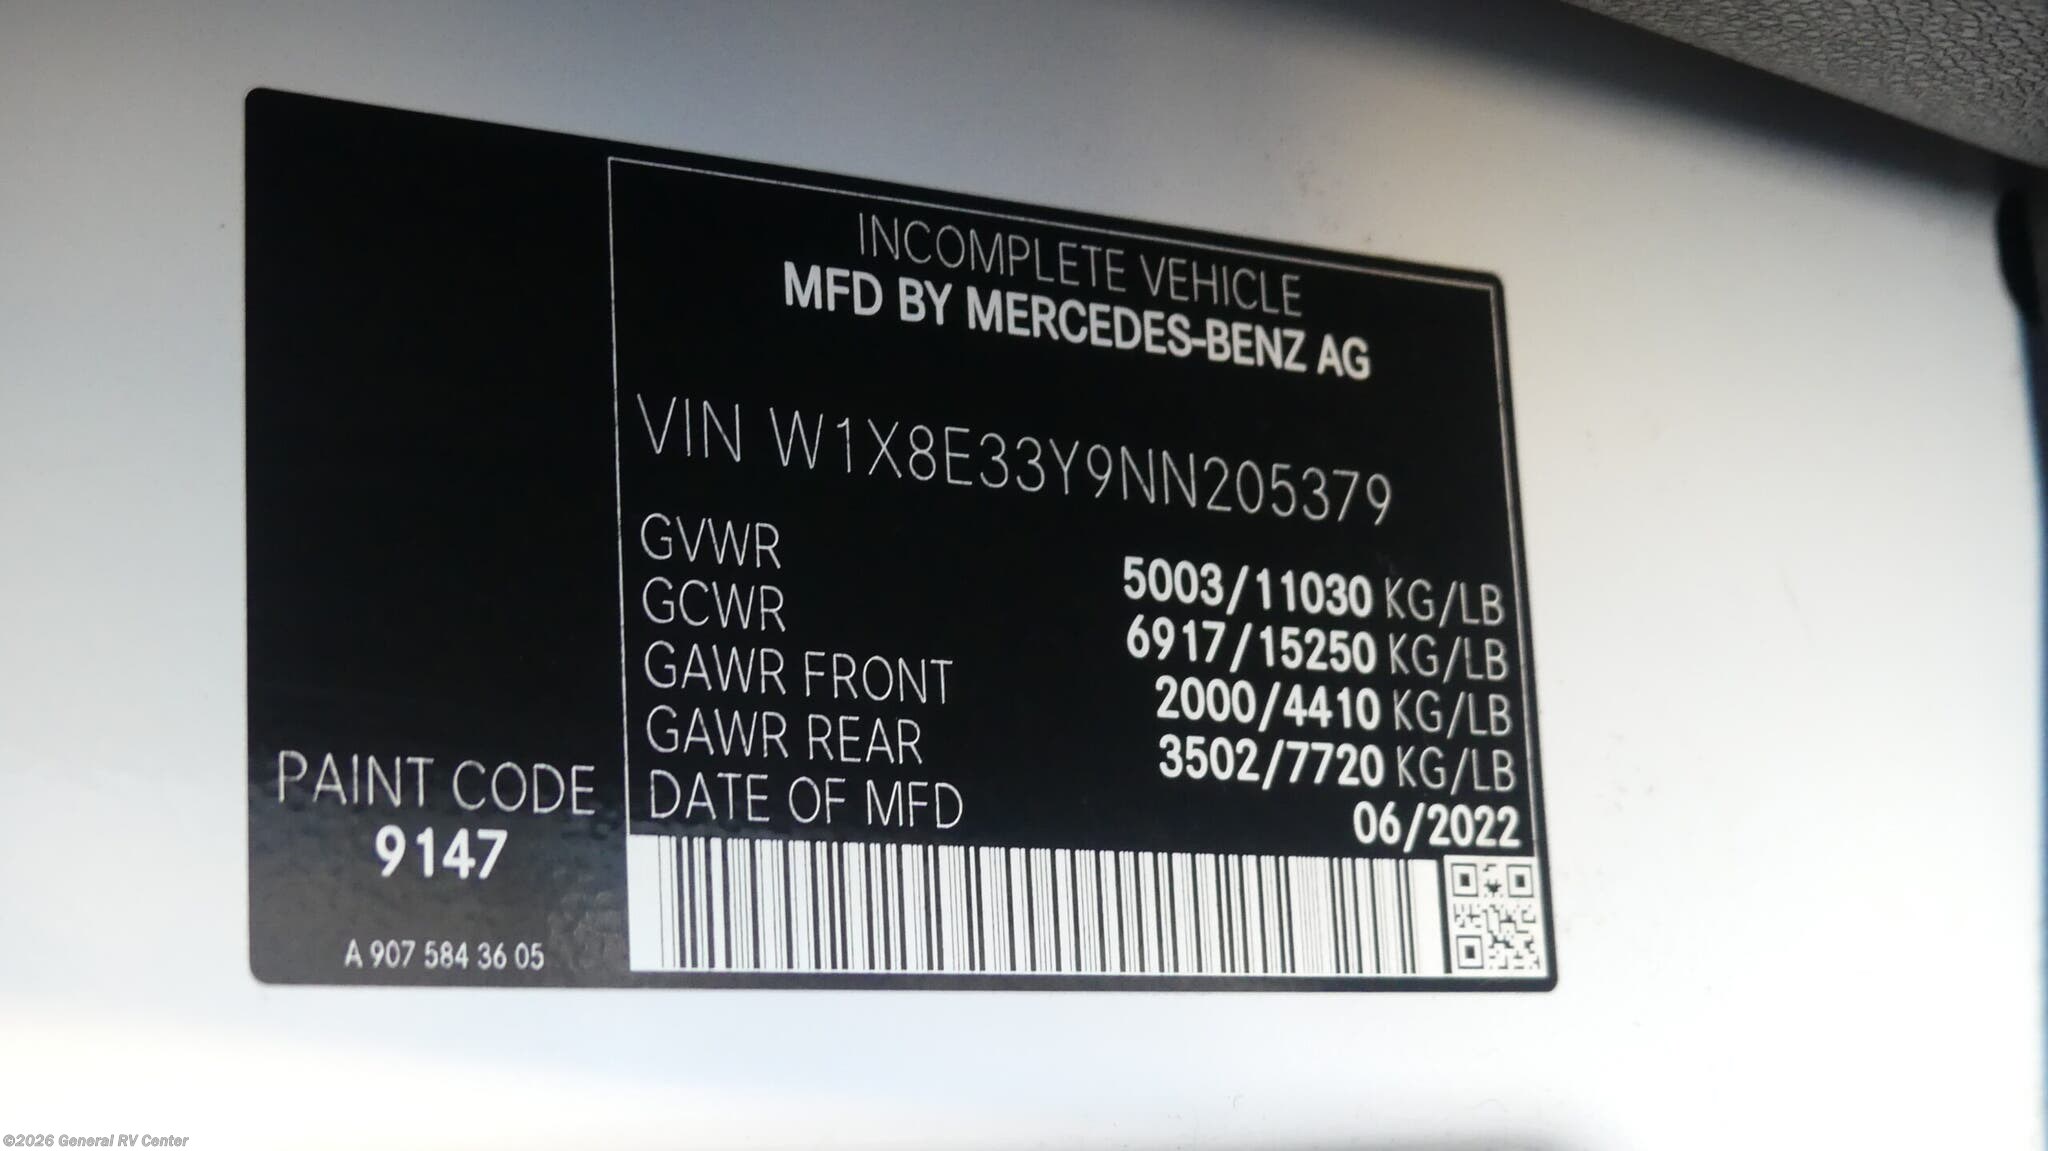 INCOMPLETE VEHICLE
MFD BY MERCEDES-BENZ AG
VIN W1X8E33Y9NN205379
GVWR 5003/11030 KG/LB
GCWR 6917/15250 KG/LB
GAWR FRONT 2000/4410 KG/LB
GAWR REAR 3502/7720 KG/LB
DATE OF MFD 06/2022
PAINT CODE
9147
A 907 584 36 05
©2026 General RV Center